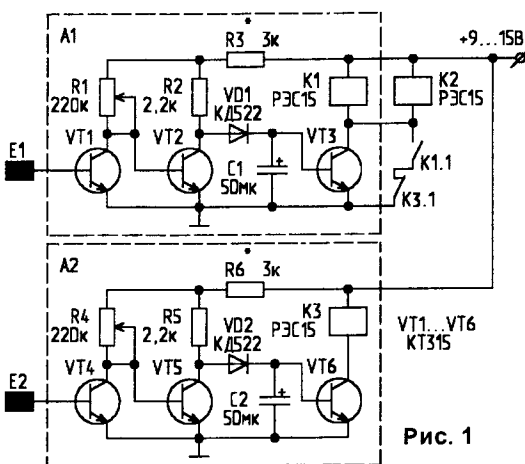 A1
R3 3к
+9...15В
R1
220к
R2
2,2к
VD1
КД522
K1
РЭС15
K2
РЭС15
VT1
VT2
VT3
E1
C1
50мк
+
K1.1
K3.1
A2
R6 3к
R4
220к
R5
2,2к
VD2
КД522
K3
РЭС15
VT1...VT6
КТ315
VT4
VT5
VT6
E2
C2
50мк
+
Рис. 1